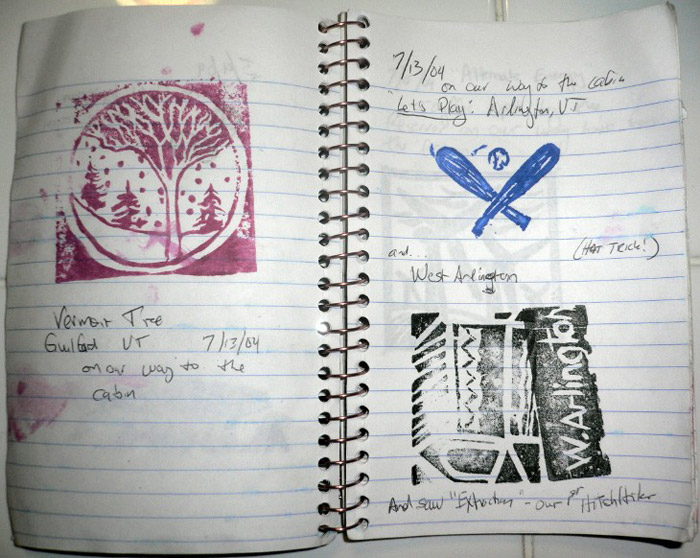 Vermont Tree
Guilford VT 7/13/04
on our way to the
cabin
7/13/04
on our way to the cabin
"Let's Play": Arlington, VT
and...
(HAT TRICK!)
West Arlington
W. Arlington
And saw "Extraction" - our 1st Hitchhiker